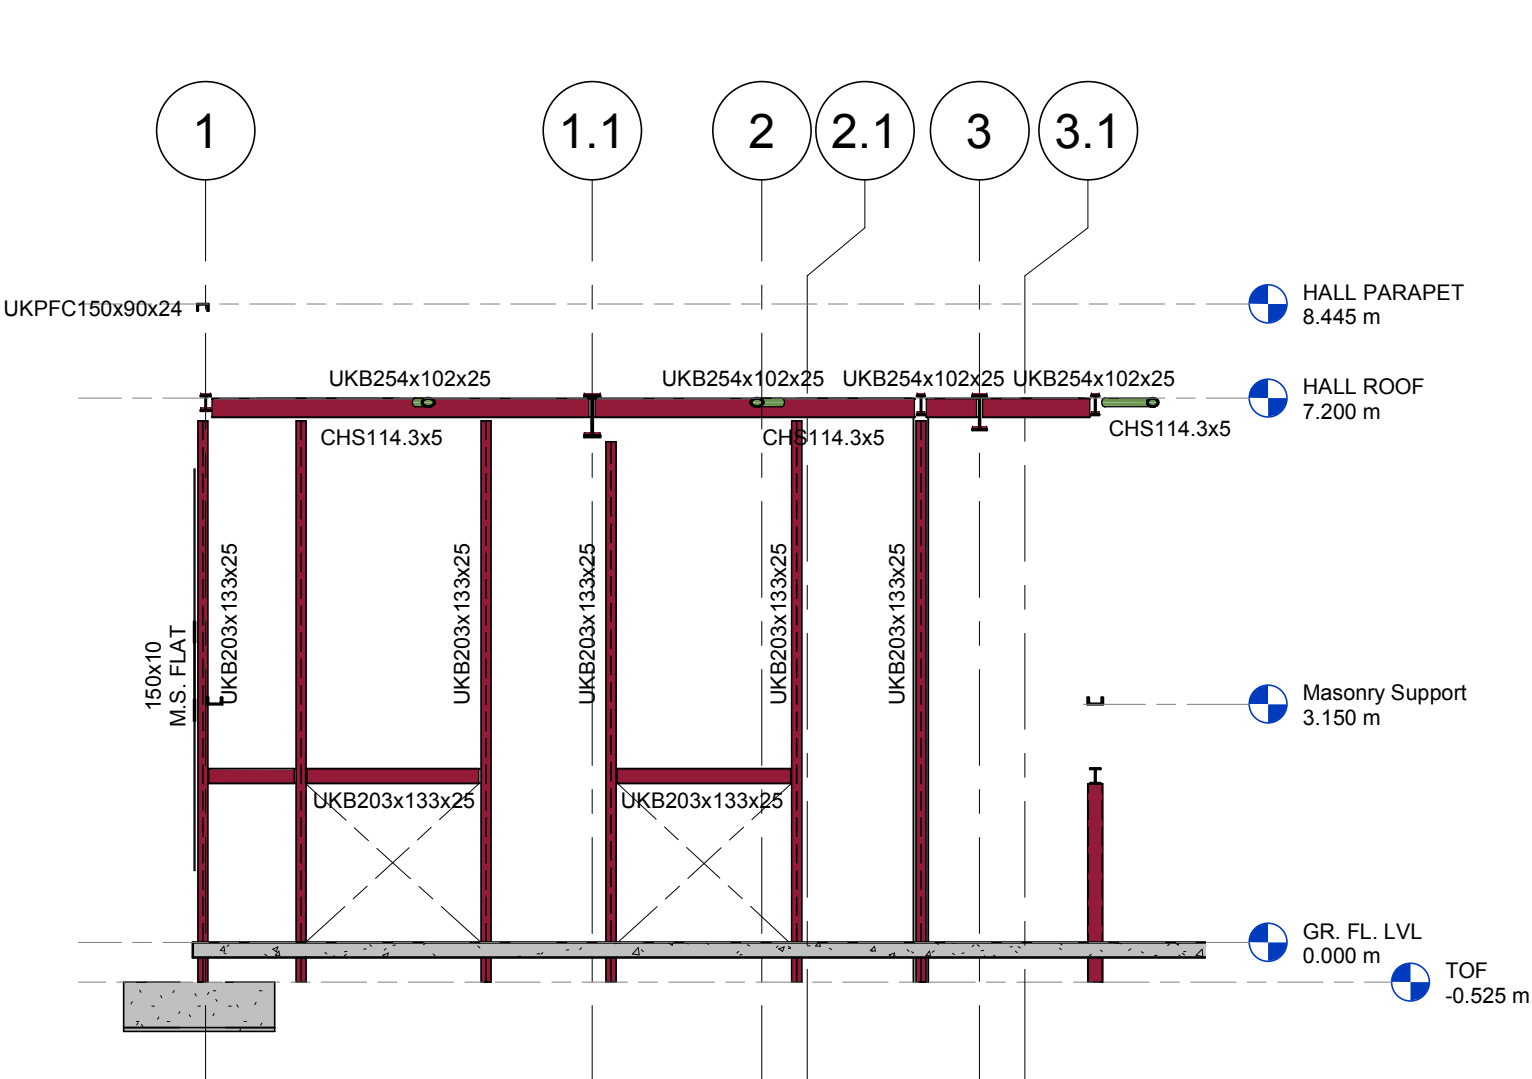 1
1.1
2
2.1
3
3.1
HALL PARAPET
8.445 m
UKPFC150x90x24
UKB254x102x25
UKB254x102x25
UKB254x102x25
UKB254x102x25
HALL ROOF
7.200 m
CHS114.3x5
CHS114.3x5
CHS114.3x5
150x10
M.S. FLAT
UKB203x133x25
UKB203x133x25
UKB203x133x25
UKB203x133x25
UKB203x133x25
Masonry Support
3.150 m
UKB203x133x25
UKB203x133x25
GR. FL. LVL
0.000 m
TOF
-0.525 m